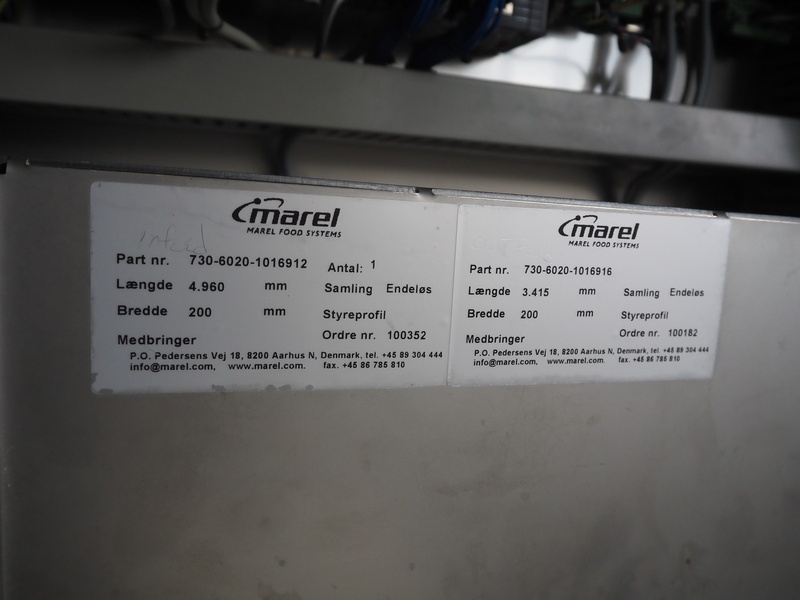 marel
MAREL FOOD SYSTEMS
infeed
Part nr. 730-6020-1016912 Antal: 1
Længde 4.960 mm Samling Endeløs
Bredde 200 mm Styreprofil
Medbringer Ordre nr. 100352
P.O. Pedersens Vej 18, 8200 Aarhus N, Denmark, tel. +45 89 304 444
info@marel.com, www.marel.com. fax. +45 86 785 810
marel
MAREL FOOD SYSTEMS
Part nr. 730-6020-1016916
Længde 3.415 mm Samling Endeløs
Bredde 200 mm Styreprofil
Medbringer Ordre nr. 100182
P.O. Pedersens Vej 18, 8200 Aarhus N, Denmark, tel. +45 89 304 444
info@marel.com, www.marel.com. fax. +45 86 785 810